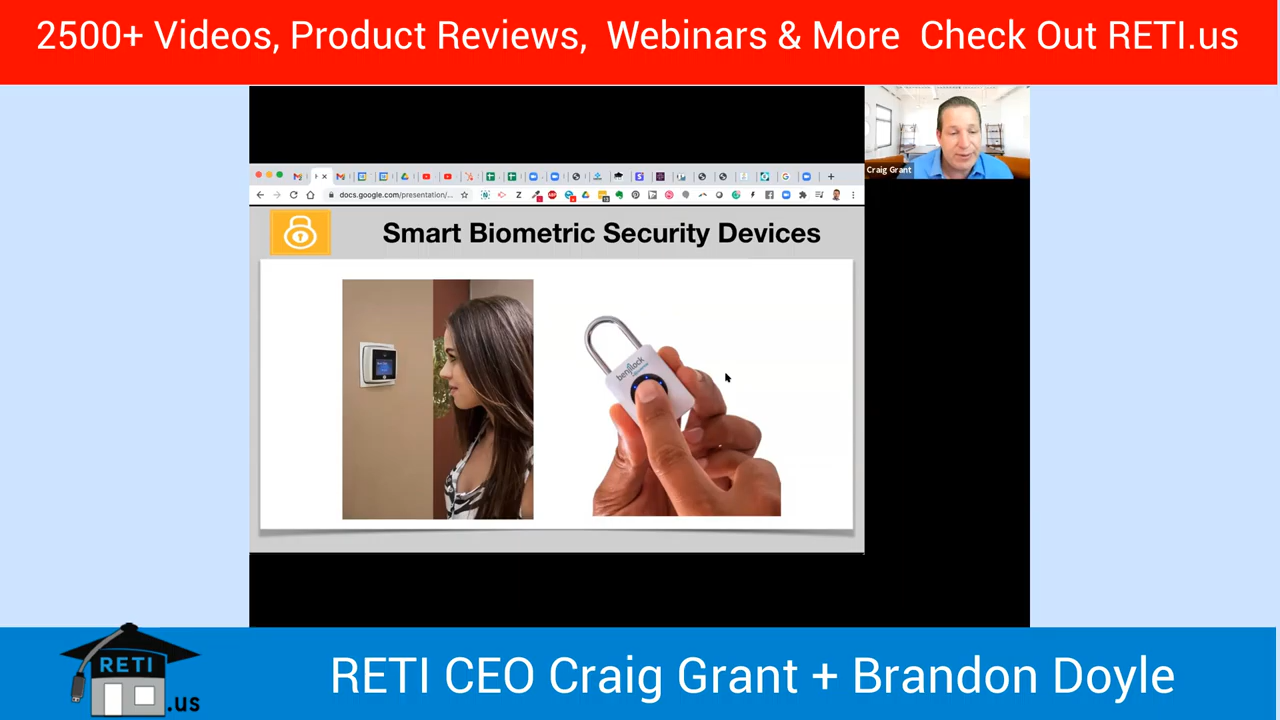 2500+ Videos, Product Reviews,  Webinars & More  Check Out RETI.us
Craig Grant
docs.google.com/presentation/...
Smart Biometric Security Devices
benjilock
RETI
.us
RETI CEO Craig Grant + Brandon Doyle